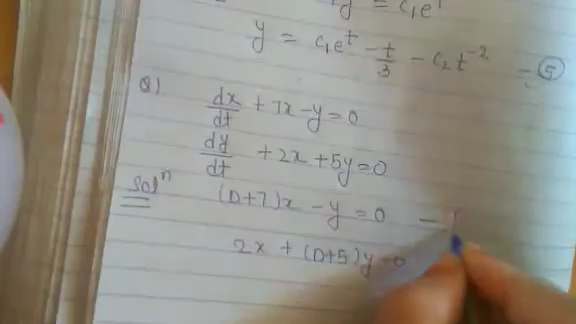 y = c₁eᵗ
y = c₁eᵗ - t/3 - c₂t⁻² - ⑤
Q) dx/dt + 7x - y = 0
dy/dt + 2x + 5y = 0
Solⁿ (D+7)x - y = 0 -
2x + (D+5)y = 0